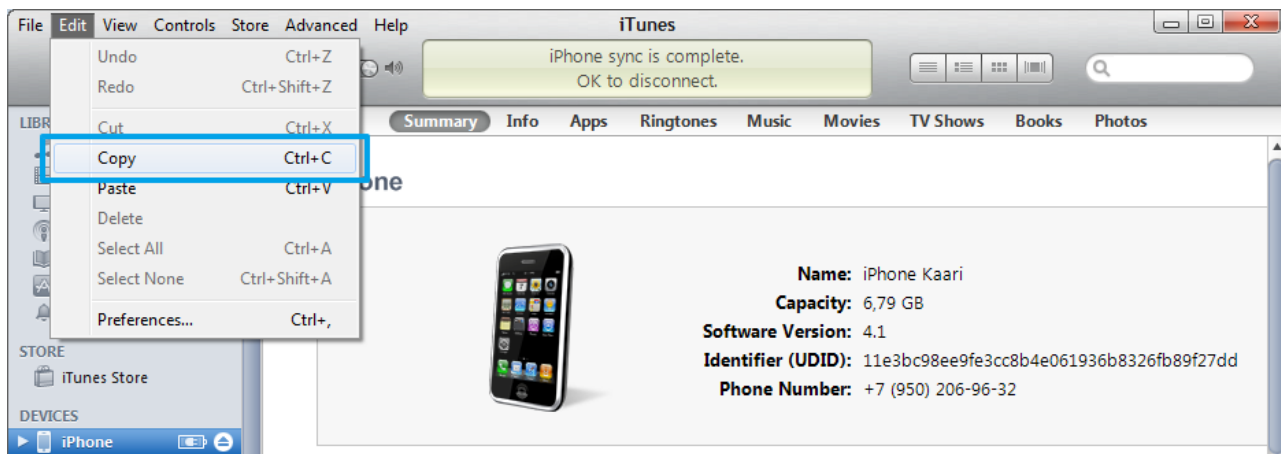 File Edit View Controls Store Advanced Help iTunes
Undo Ctrl+Z
Redo Ctrl+Shift+Z
Cut Ctrl+X
Copy Ctrl+C
Paste Ctrl+V
Delete
Select All Ctrl+A
Select None Ctrl+Shift+A
Preferences... Ctrl+,
iPhone sync is complete.
OK to disconnect.
LIBR
STORE
iTunes Store
DEVICES
iPhone
Summary Info Apps Ringtones Music Movies TV Shows Books Photos
one
Name: iPhone Kaari
Capacity: 6,79 GB
Software Version: 4.1
Identifier (UDID): 11e3bc98ee9fe3cc8b4e061936b8326fb89f27dd
Phone Number: +7 (950) 206-96-32